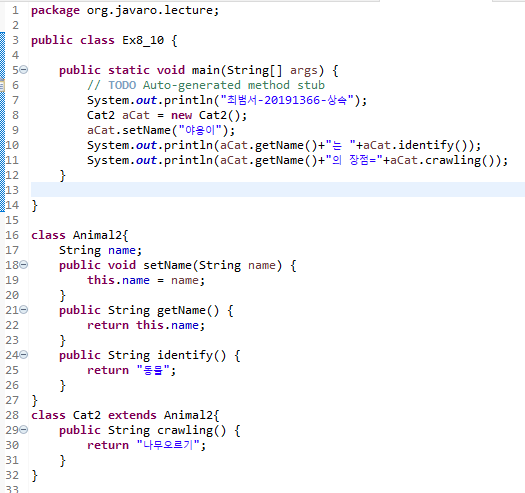 1 package org.javaro.lecture;
2
3 public class Ex8_10 {
4
5 public static void main(String[] args) {
6 // TODO Auto-generated method stub
7 System.out.println("최범서-20191366-상속");
8 Cat2 aCat = new Cat2();
9 aCat.setName("야옹이");
10 System.out.println(aCat.getName()+"는 "+aCat.identify());
11 System.out.println(aCat.getName()+"의 장점="+aCat.crawling());
12 }
13
14 }
15
16 class Animal2{
17 String name;
18 public void setName(String name) {
19 this.name = name;
20 }
21 public String getName() {
22 return this.name;
23 }
24 public String identify() {
25 return "동물";
26 }
27 }
28 class Cat2 extends Animal2{
29 public String crawling() {
30 return "나무오르기";
31 }
32 }
33